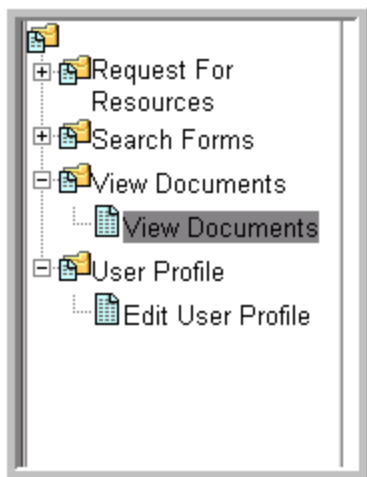 Request For
Resources
Search Forms
View Documents
View Documents
User Profile
Edit User Profile